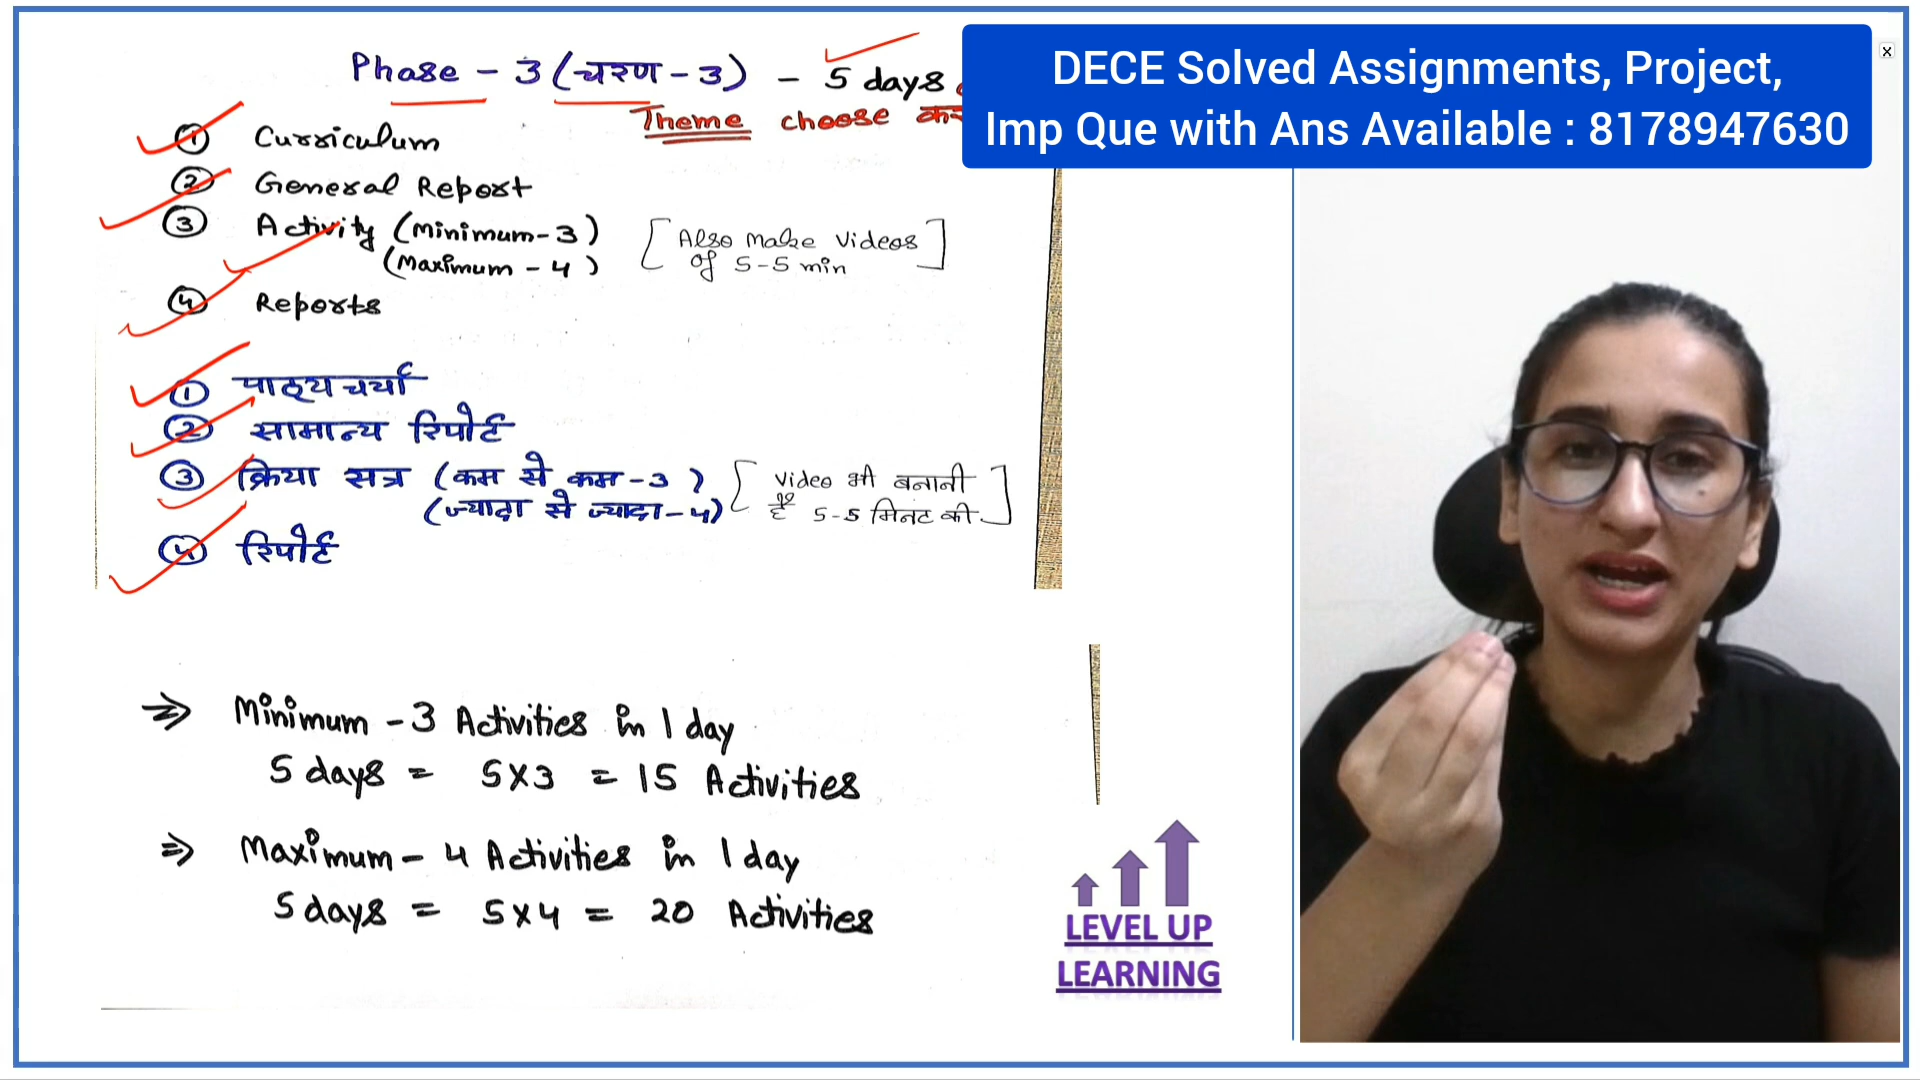 Phase - 3 (चरण - 3) - 5 days
DECE Solved Assignments, Project,
Imp Que with Ans Available : 8178947630
x
Theme choose
① Curriculum
② General Report
③ Activity (Minimum-3)
(Maximum - 4)
[Also make videos
of 5-5 min]
④ Reports
① पाठ्यचर्या
② सामान्य रिपोर्ट
③ क्रिया सत्र (कम से कम -3)
(ज्यादा से ज्यादा-4)
[video भी बनानी
है 5-5 मिनट की]
④ रिपोर्ट
⇒ Minimum - 3 Activities in 1 day
5 days = 5x3 = 15 Activities
⇒ Maximum - 4 Activities in 1 day
5 days = 5x4 = 20 Activities
LEVEL UP
LEARNING